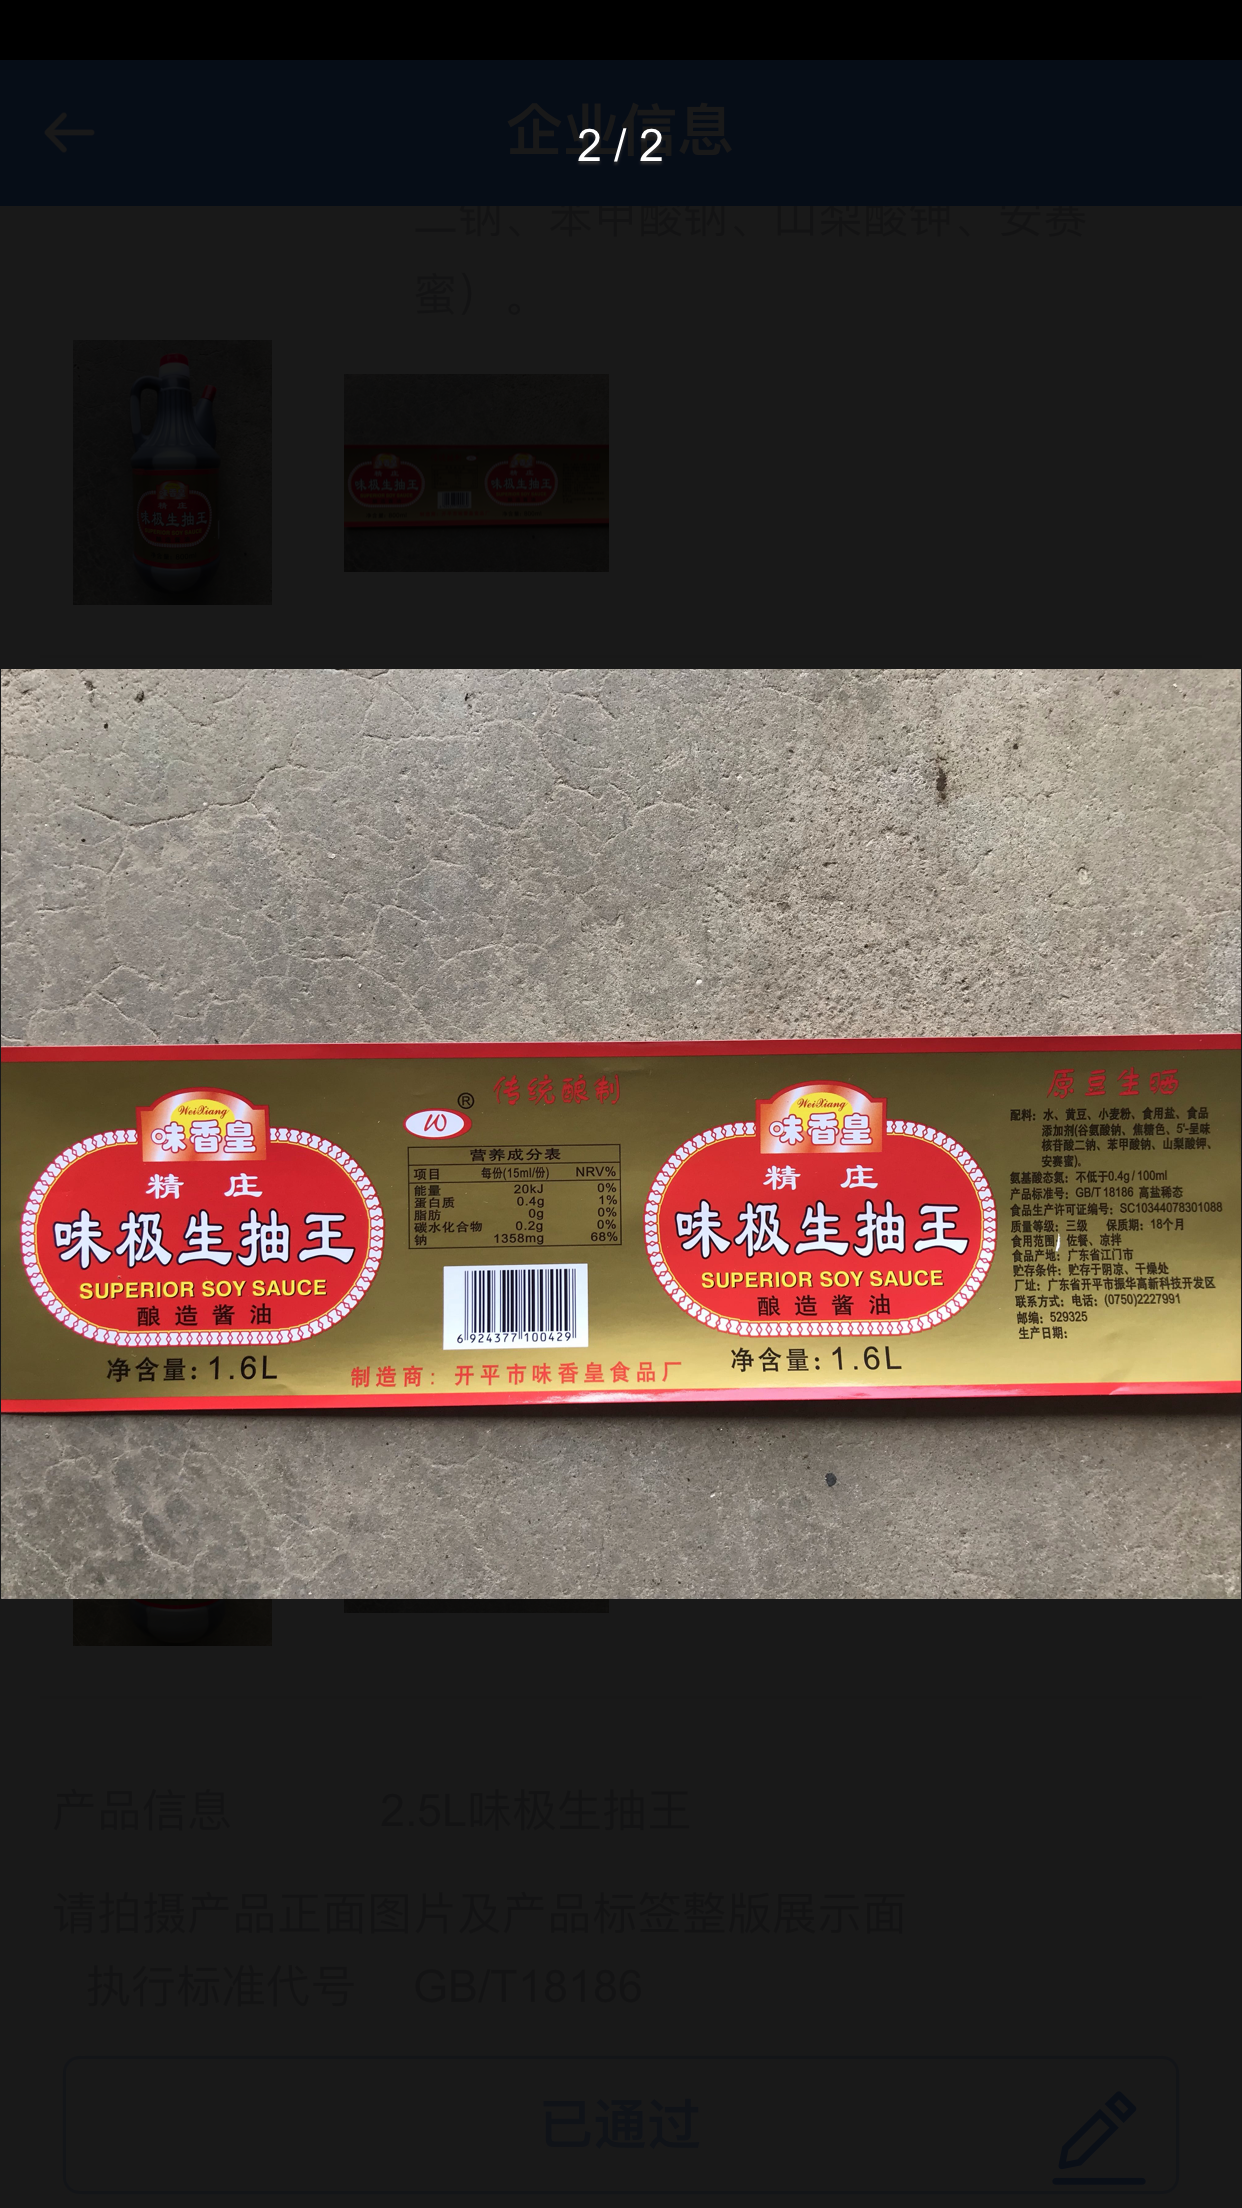 企业信息
2 / 2
二钠、苯甲酸钠、山梨酸钾、安赛
蜜）。
WeiXiang
味香皇
精 庄
味极生抽王
SUPERIOR SOY SAUCE
酿造酱油
净含量:1.6L
传统酿制
W®
营养成分表
项目 每份(15ml/份) NRV%
能量 20kJ 0%
蛋白质 0.4g 1%
脂肪 0g 0%
碳水化合物 0.2g 0%
钠 1358mg 68%
6 924377 100429
制造商：开平市味香皇食品厂
WeiXiang
味香皇
精 庄
味极生抽王
SUPERIOR SOY SAUCE
酿造酱油
净含量:1.6L
原豆生晒
配料：水、黄豆、小麦粉、食用盐、食品
添加剂(谷氨酸钠、焦糖色、5'-呈味
核苷酸二钠、苯甲酸钠、山梨酸钾、
安赛蜜)。
氨基酸态氮：不低于0.4g/100ml
产品标准号：GB/T 18186 高盐稀态
食品生产许可证编号：SC10344078301088
质量等级：三级 保质期：18个月
食用范围：佐餐、凉拌
食品产地：广东省江门市
贮存条件：贮存于阴凉、干燥处
厂址：广东省开平市振华高新科技开发区
联系方式：电话：(0750)2227991
邮编：529325
生产日期：
产品信息 2.5L味极生抽王
请拍摄产品正面图片及产品标签整版展示面
执行标准代号 GB/T18186
已通过